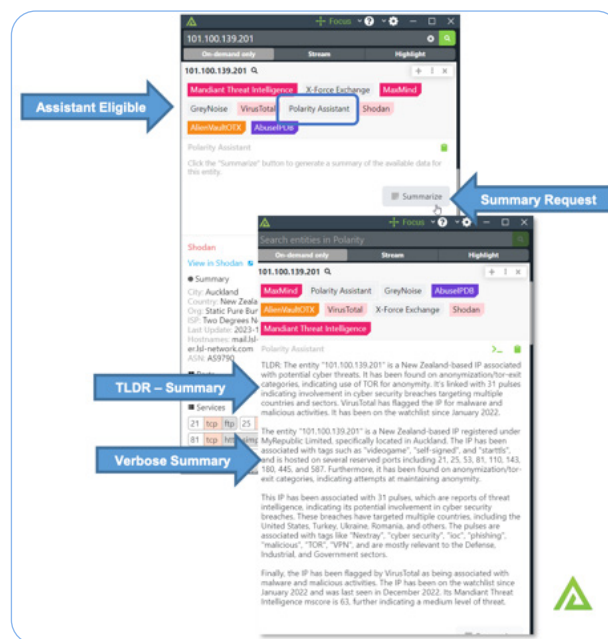 Focus
101.100.139.201
On-demand only Stream Highlight
101.100.139.201
Mandiant Threat Intelligence X-Force Exchange MaxMind
GreyNoise VirusTotal Polarity Assistant Shodan
AlienVaultOTX AbuseIPDB
Polarity Assistant
Click the "Summarize" button to generate a summary of the available data for
this entity.
Summarize
Assistant Eligible
Summary Request
Shodan
View in Shodan
Summary
City: Auckland
Country: New Zeala
Org: Static Pure Bur
ISP: Two Degrees N
Last Update: 2023-1
Hostnames: mail.lsl-
er.lsl-network.com
ASN: AS9790
Services
21 tcp ftp 25
81 tcp
Focus
Search entities in Polarity
On-demand only Stream Highlight
101.100.139.201
MaxMind Polarity Assistant GreyNoise AbuseIPDB
AlienVaultOTX VirusTotal X-Force Exchange Shodan
Mandiant Threat Intelligence
Polarity Assistant
TLDR – Summary
TLDR: The entity "101.100.139.201" is New Zealand-based IP associated
with potential cyber threats. It has been found on anonymization/tor-exit
categories, indicating use of TOR for anonymity. It's linked with 31 pulses
indicating involvement in cyber security breaches targeting multiple
countries and sectors. VirusTotal has flagged the IP for malware and
malicious activities. It has been on the watchlist since January 2022.
Verbose Summary
The entity "101.100.139.201" is a New Zealand-based IP registered under
MyRepublic Limited, specifically located in Auckland. The IP has been
associated with tags such as "videogame", "self-signed", and "starttls",
and is hosted on several reserved ports including 21, 25, 53, 81, 110, 143,
180, 445, and 587. Furthermore, it has been found on anonymization/tor-
exit categories, indicating attempts at maintaining anonymity.
This IP has been associated with 31 pulses, which are reports of threat
intelligence, indicating its potential involvement in cyber security
breaches. These breaches have targeted multiple countries, including the
United States, Turkey, Ukraine, Romania, and others. The pulses are
associated with tags like "Nextray", "cyber security", "ioc", "phishing",
"malicious", "TOR", "VPN", and are mostly relevant to the Defense,
Industrial, and Government sectors.
Finally, the IP has been flagged by VirusTotal as being associated with
malware and malicious activities. The IP has been on the watchlist since
January 2022 and was last seen in December 2022. Its Mandiant Threat
Intelligence mscore is 63, further indicating a medium level of threat.